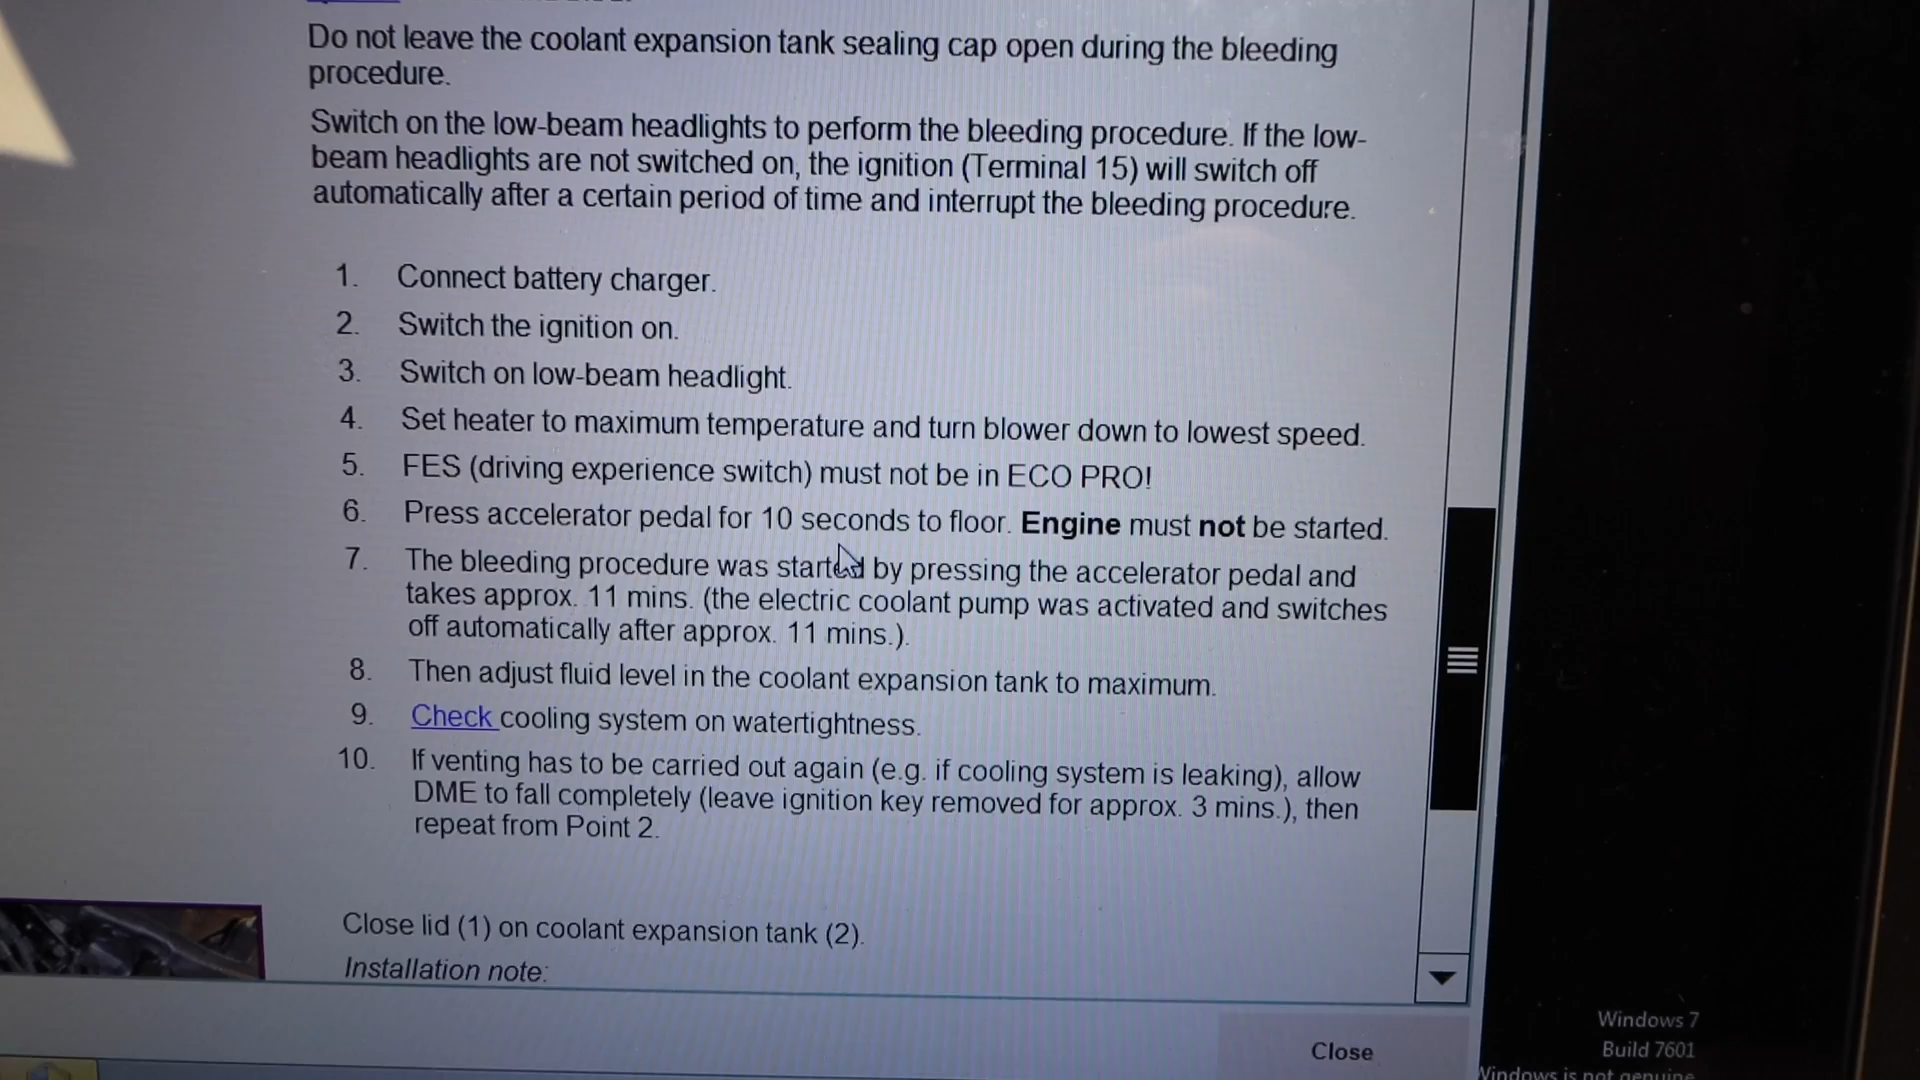 Do not leave the coolant expansion tank sealing cap open during the bleeding
procedure.
Switch on the low-beam headlights to perform the bleeding procedure. If the low-
beam headlights are not switched on, the ignition (Terminal 15) will switch off
automatically after a certain period of time and interrupt the bleeding procedure.
1. Connect battery charger.
2. Switch the ignition on.
3. Switch on low-beam headlight.
4. Set heater to maximum temperature and turn blower down to lowest speed.
5. FES (driving experience switch) must not be in ECO PRO!
6. Press accelerator pedal for 10 seconds to floor. Engine must not be started.
7. The bleeding procedure was started by pressing the accelerator pedal and
takes approx. 11 mins. (the electric coolant pump was activated and switches
off automatically after approx. 11 mins.).
8. Then adjust fluid level in the coolant expansion tank to maximum.
9. Check cooling system on watertightness.
10. If venting has to be carried out again (e.g. if cooling system is leaking), allow
DME to fall completely (leave ignition key removed for approx. 3 mins.), then
repeat from Point 2.
Close lid (1) on coolant expansion tank (2).
Installation note:
Close
Windows 7
Build 7601
Windows is not genuine